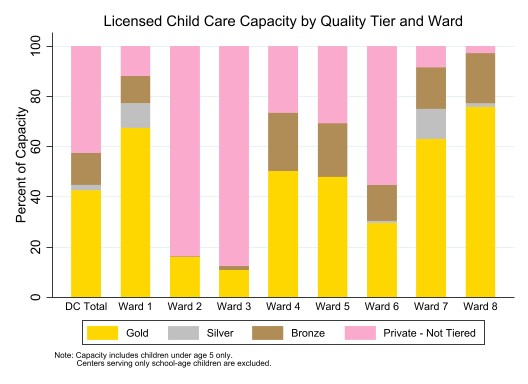 Licensed Child Care Capacity by Quality Tier and Ward
Percent of Capacity
100
80
60
40
20
0
DC Total Ward 1 Ward 2 Ward 3 Ward 4 Ward 5 Ward 6 Ward 7 Ward 8
Gold Silver Bronze Private - Not Tiered
Note: Capacity includes children under age 5 only.
Centers serving only school-age children are excluded.